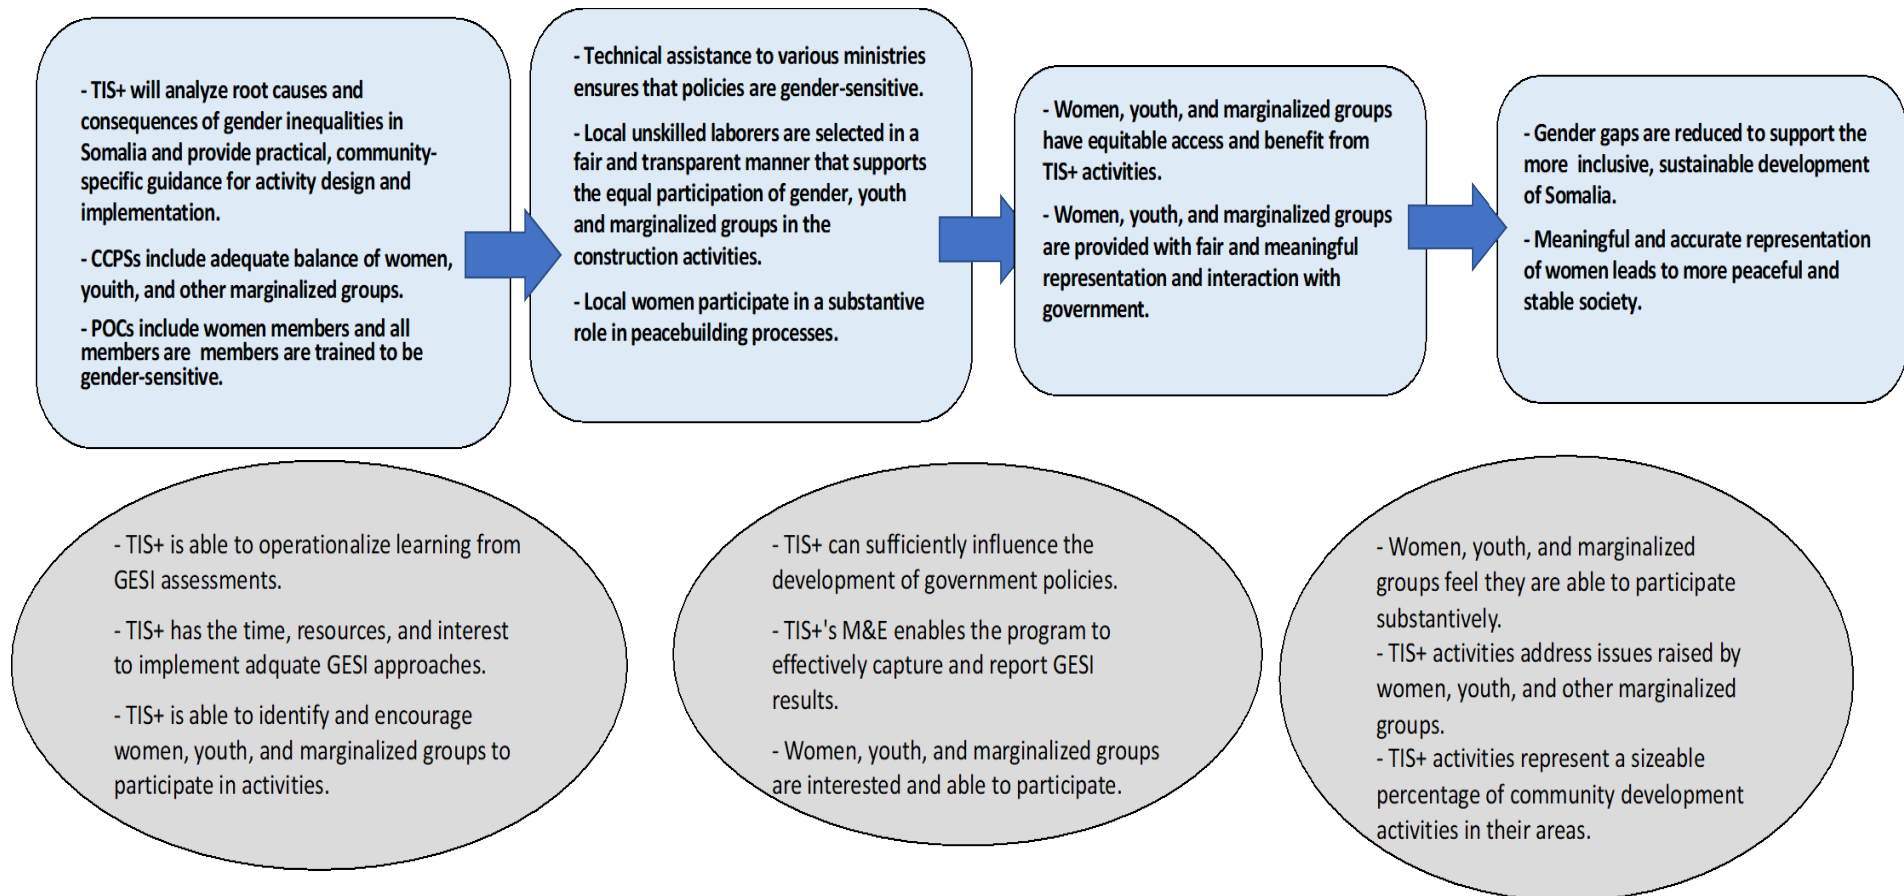 - TIS+ will analyze root causes and
consequences of gender inequalities in
Somalia and provide practical, community-
specific guidance for activity design and
implementation.
- CCPSs include adequate balance of women,
youith, and other marginalized groups.
- POCs include women members and all
members are  members are trained to be
gender-sensitive.
- Technical assistance to various ministries
ensures that policies are gender-sensitive.
- Local unskilled laborers are selected in a
fair and transparent manner that supports
the equal participation of gender, youth
and marginalized groups in the
construction activities.
- Local women participate in a substantive
role in peacebuilding processes.
- Women, youth, and marginalized groups
have equitable access and benefit from
TIS+ activities.
- Women, youth, and marginalized groups
are provided with fair and meaningful
representation and interaction with
government.
- Gender gaps are reduced to support the
more  inclusive, sustainable development
of Somalia.
- Meaningful and accurate representation
of women leads to more peaceful and
stable society.
- TIS+ is able to operationalize learning from
GESI assessments.
- TIS+ has the time, resources, and interest
to implement adquate GESI approaches.
- TIS+ is able to identify and encourage
women, youth, and marginalized groups to
participate in activities.
- TIS+ can sufficiently influence the
development of government policies.
- TIS+'s M&E enables the program to
effectively capture and report GESI
results.
- Women, youth, and marginalized groups
are interested and able to participate.
- Women, youth, and marginalized
groups feel they are able to participate
substantively.
- TIS+ activities address issues raised by
women, youth, and other marginalized
groups.
- TIS+ activities represent a sizeable
percentage of community development
activities in their areas.